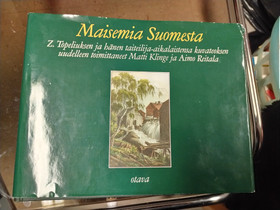 Maisemia Suomesta
Z. Topeliuksen ja hänen taiteilija-aikalaistensa kuvateoksen
uudelleen toimittaneet Matti Klinge ja Aimo Reitala
otava